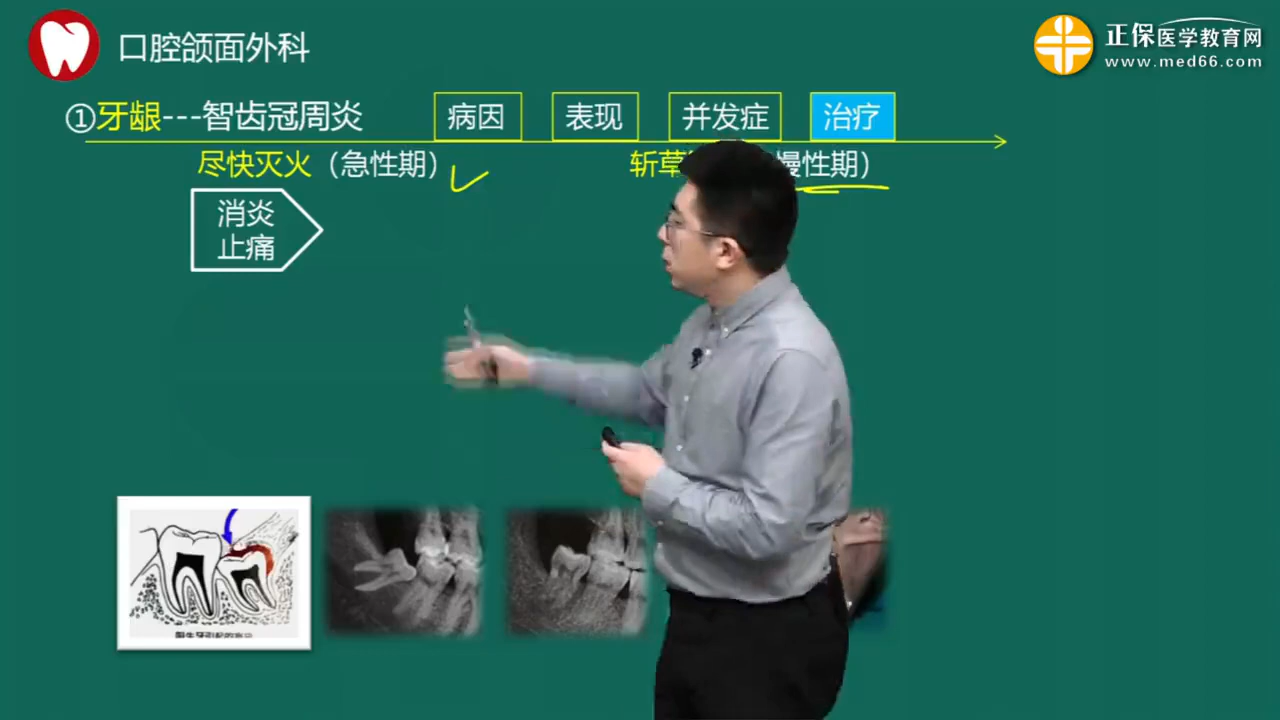 口腔颌面外科
正保医学教育网
www.med66.com
①牙龈---智齿冠周炎 病因 表现 并发症 治疗
尽快灭火（急性期） 斩草 慢性期）
消炎
止痛